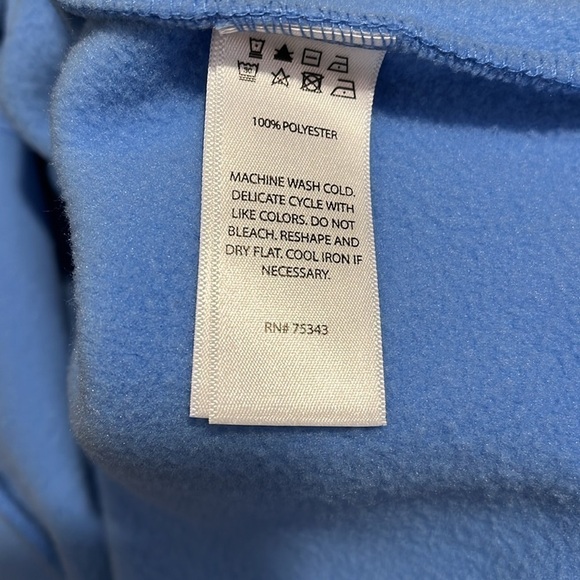 100% POLYESTER
MACHINE WASH COLD.
DELICATE CYCLE WITH
LIKE COLORS. DO NOT
BLEACH. RESHAPE AND
DRY FLAT. COOL IRON IF
NECESSARY.
RN# 75343